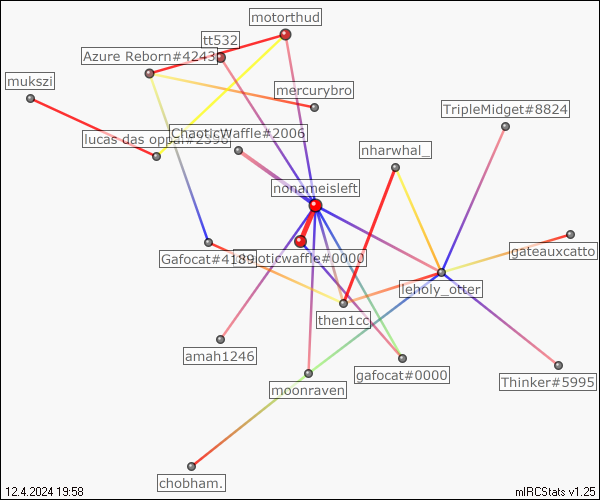 motorthud
tt532
Azure Reborn#4243
mukszi
mercurybro
TripleMidget#8824
lucas das oppai#2398
ChaoticWaffle#2006
nharwhal_
nonameisleft
gateauxcatto
Gafocat#4189
chaoticwaffle#0000
leholy_otter
then1cc
amah1246
gafocat#0000
moonraven
Thinker#5995
chobham.
12.4.2024 19:58
mIRCStats v1.25